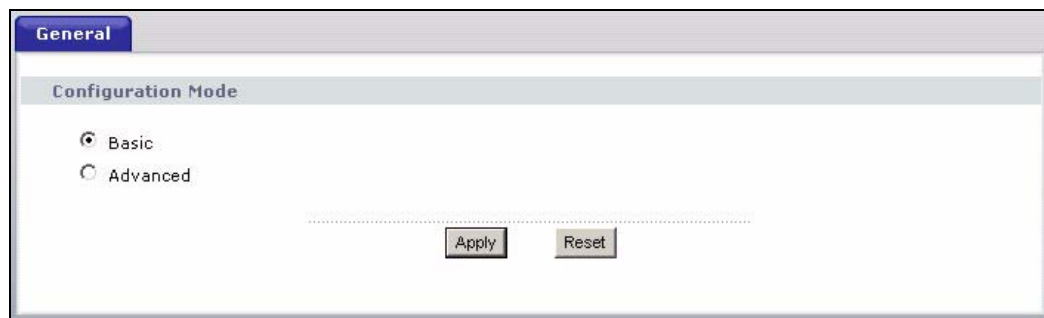 General
Configuration Mode
Basic
Advanced
Apply Reset